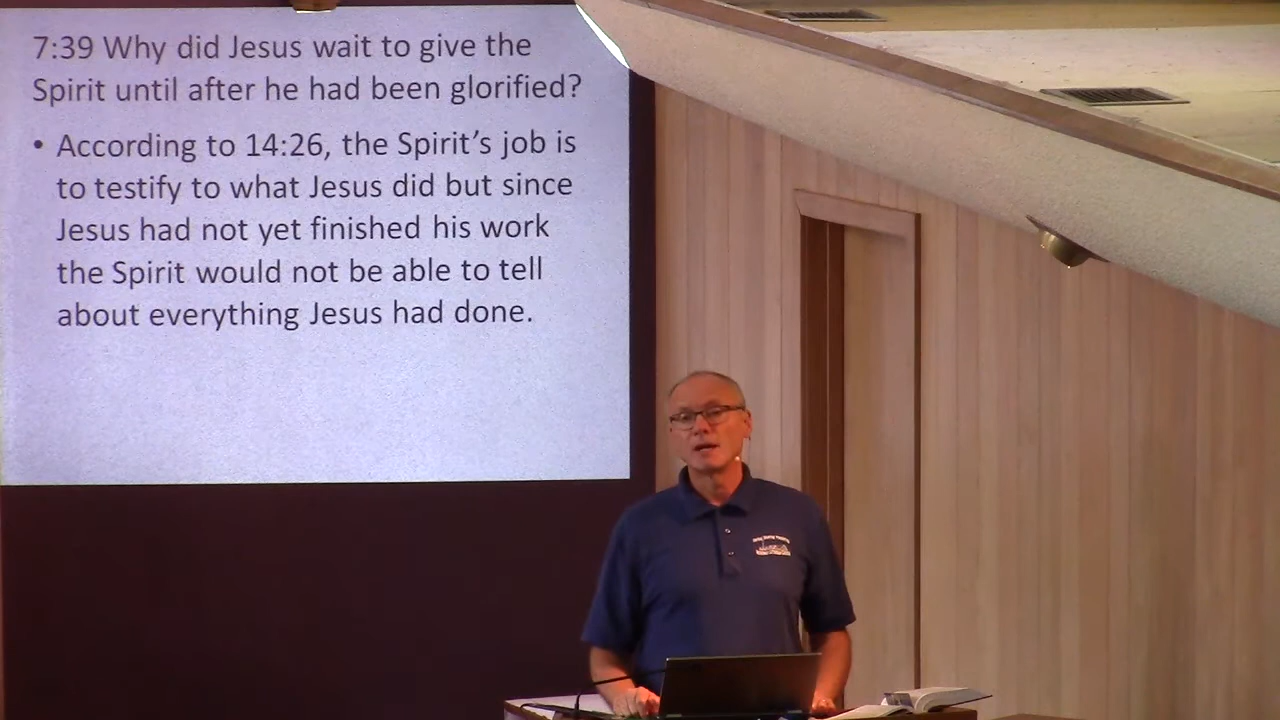 7:39 Why did Jesus wait to give the
Spirit until after he had been glorified?
• According to 14:26, the Spirit’s job is
to testify to what Jesus did but since
Jesus had not yet finished his work
the Spirit would not be able to tell
about everything Jesus had done.